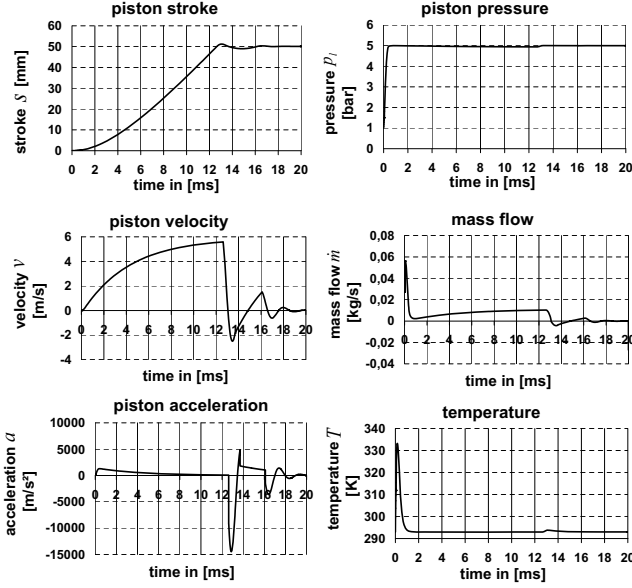 piston stroke
stroke S [mm]
60
50
40
30
20
10
0
0 2 4 6 8 10 12 14 16 18 20
time in [ms]
piston pressure
pressure p₁
[bar]
6
5
4
3
2
1
0
0 2 4 6 8 10 12 14 16 18 20
time in [ms]
piston velocity
velocity v
[m/s]
6
4
2
0
-2
-4
0 2 4 6 8 10 12 14 16 18 20
time in [ms]
mass flow
mass flow ṁ
[kg/s]
0,08
0,06
0,04
0,02
0
-0,02
-0,04
0 2 4 6 8 10 12 14 16 18 20
time in [ms]
piston acceleration
acceleration a
[m/s²]
10000
5000
0
-5000
-10000
-15000
0 2 4 6 8 10 12 14 16 18 20
time in [ms]
temperature
temperature T
[K]
340
330
320
310
300
290
0 2 4 6 8 10 12 14 16 18 20
time in [ms]